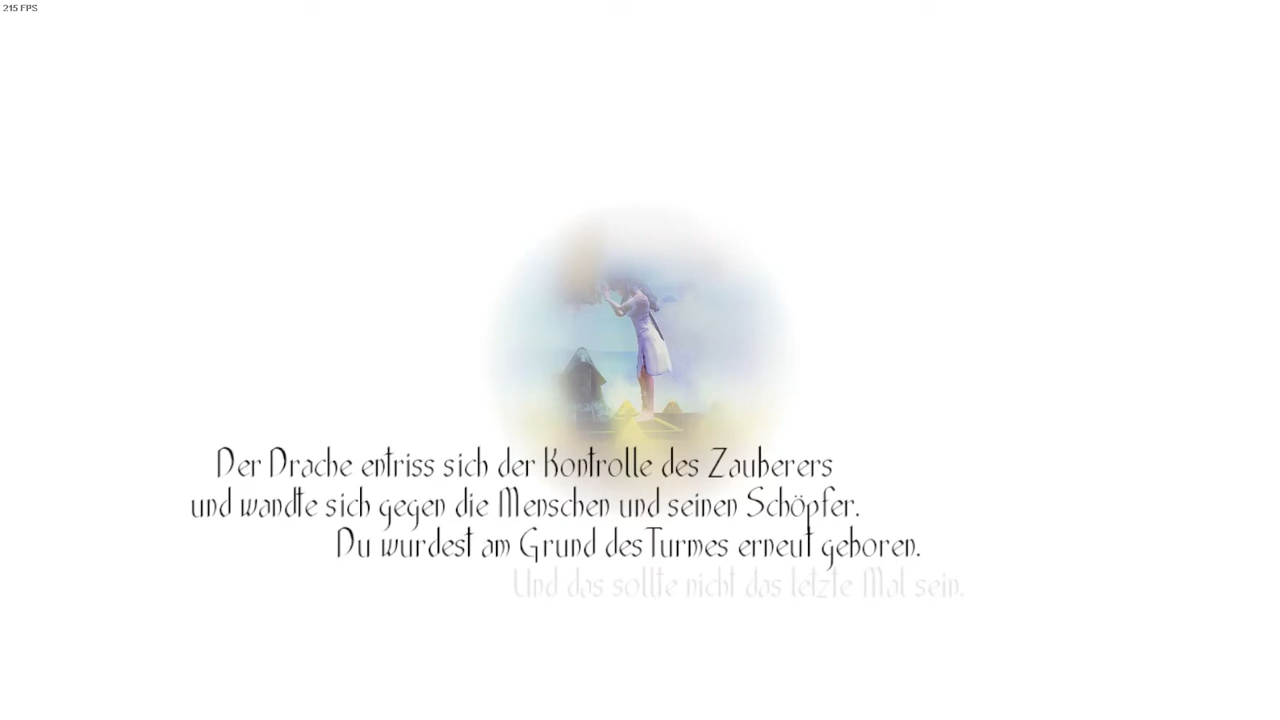 215 FPS
Der Drache entriss sich der Kontrolle des Zauberers
und wandte sich gegen die Menschen und seinen Schöpfer.
Du wurdest am Grund des Turmes erneut geboren.
Und das sollte nicht das letzte Mal sein.